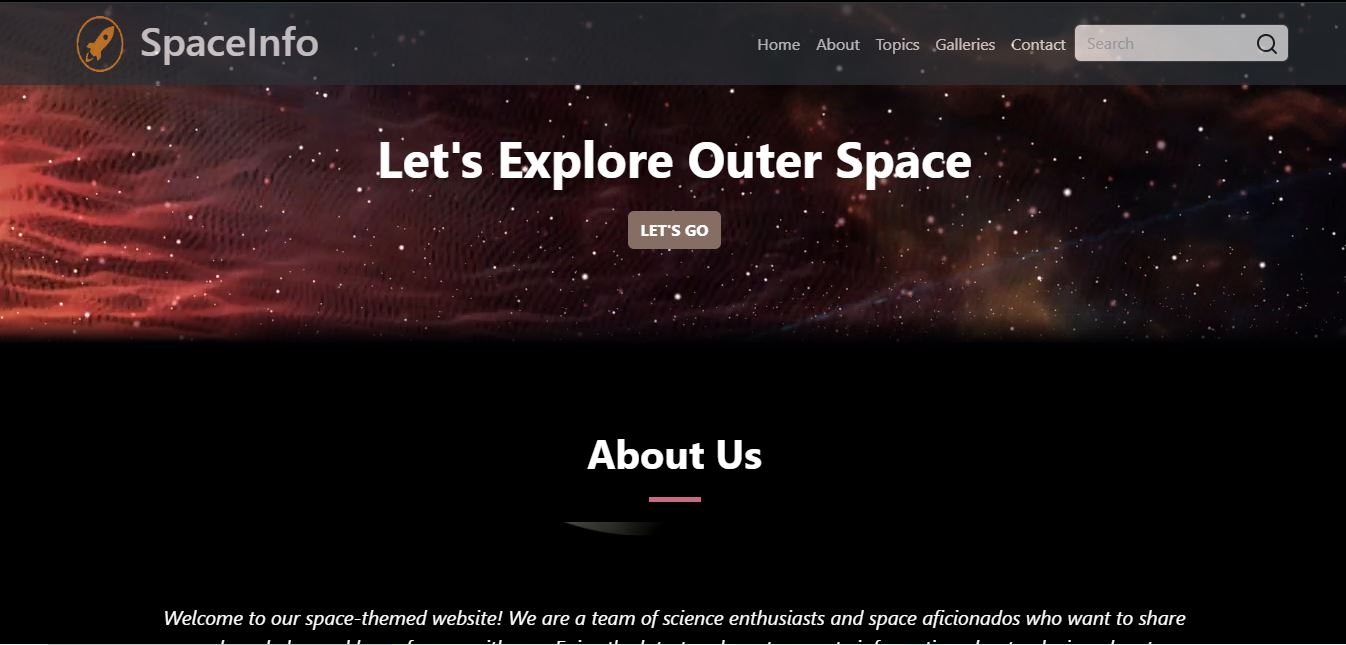 SpaceInfo
Home About Topics Galleries Contact Search
Let's Explore Outer Space
LET'S GO
About Us
Welcome to our space-themed website! We are a team of science enthusiasts and space aficionados who want to share